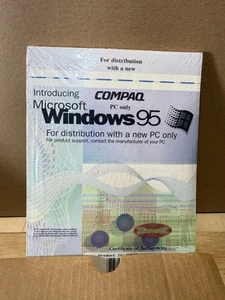 For distribution
with a new
COMPAQ
PC only
Introducing
Microsoft
Windows 95
For distribution with a new PC only
For product support, contact the manufacturer of your PC
Microsoft
Certificate of Authenticity